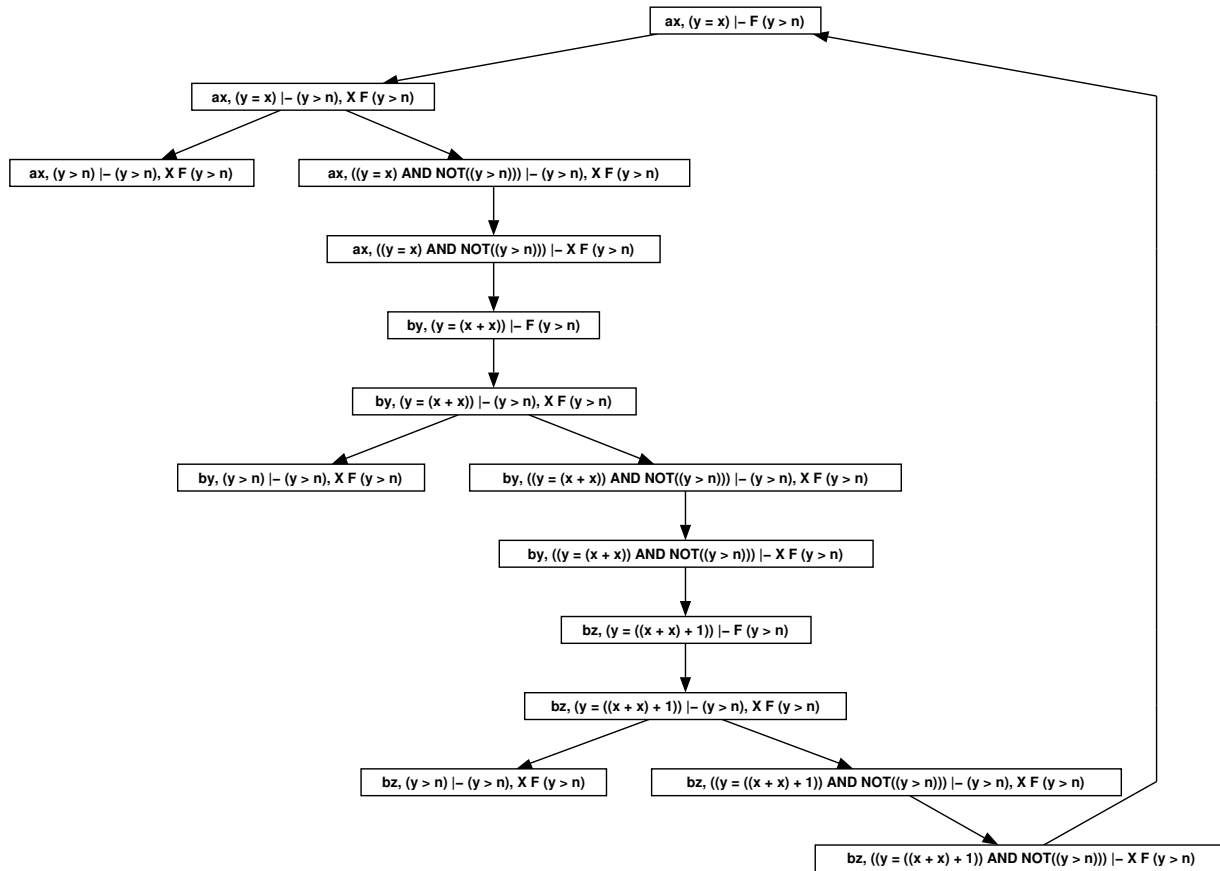 ax, (y = x) |− F (y > n)
ax, (y = x) |− (y > n), X F (y > n)
ax, (y > n) |− (y > n), X F (y > n)
ax, ((y = x) AND NOT((y > n))) |− (y > n), X F (y > n)
ax, ((y = x) AND NOT((y > n))) |− X F (y > n)
by, (y = (x + x)) |− F (y > n)
by, (y = (x + x)) |− (y > n), X F (y > n)
by, (y > n) |− (y > n), X F (y > n)
by, ((y = (x + x)) AND NOT((y > n))) |− (y > n), X F (y > n)
by, ((y = (x + x)) AND NOT((y > n))) |− X F (y > n)
bz, (y = ((x + x) + 1)) |− F (y > n)
bz, (y = ((x + x) + 1)) |− (y > n), X F (y > n)
bz, (y > n) |− (y > n), X F (y > n)
bz, ((y = ((x + x) + 1)) AND NOT((y > n))) |− (y > n), X F (y > n)
bz, ((y = ((x + x) + 1)) AND NOT((y > n))) |− X F (y > n)